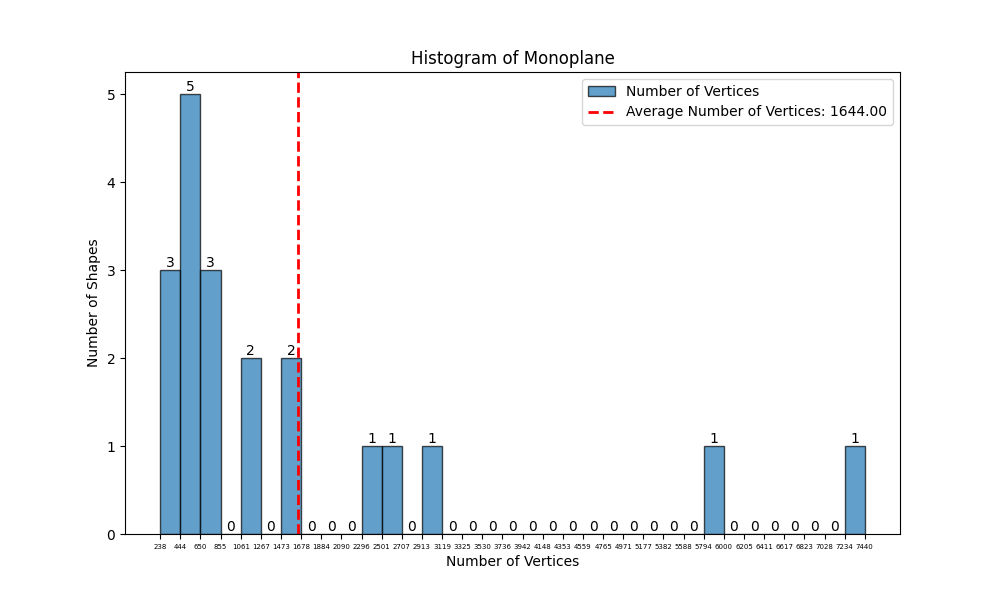 Histogram of Monoplane
Number of Vertices
Average Number of Vertices: 1644.00
Number of Shapes
5
4
3
2
1
0
3 5 3 0 2 0 2 0 0 0 1 1 0 1 0 0 0 0 0 0 0 0 0 0 0 0 0 1 0 0 0 0 0 0 1
238 444 650 855 1061 1267 1473 1678 1884 2090 2296 2501 2707 2913 3119 3325 3530 3736 3942 4148 4353 4559 4765 4971 5177 5382 5588 5794 6000 6205 6411 6617 6823 7028 7234 7440
Number of Vertices